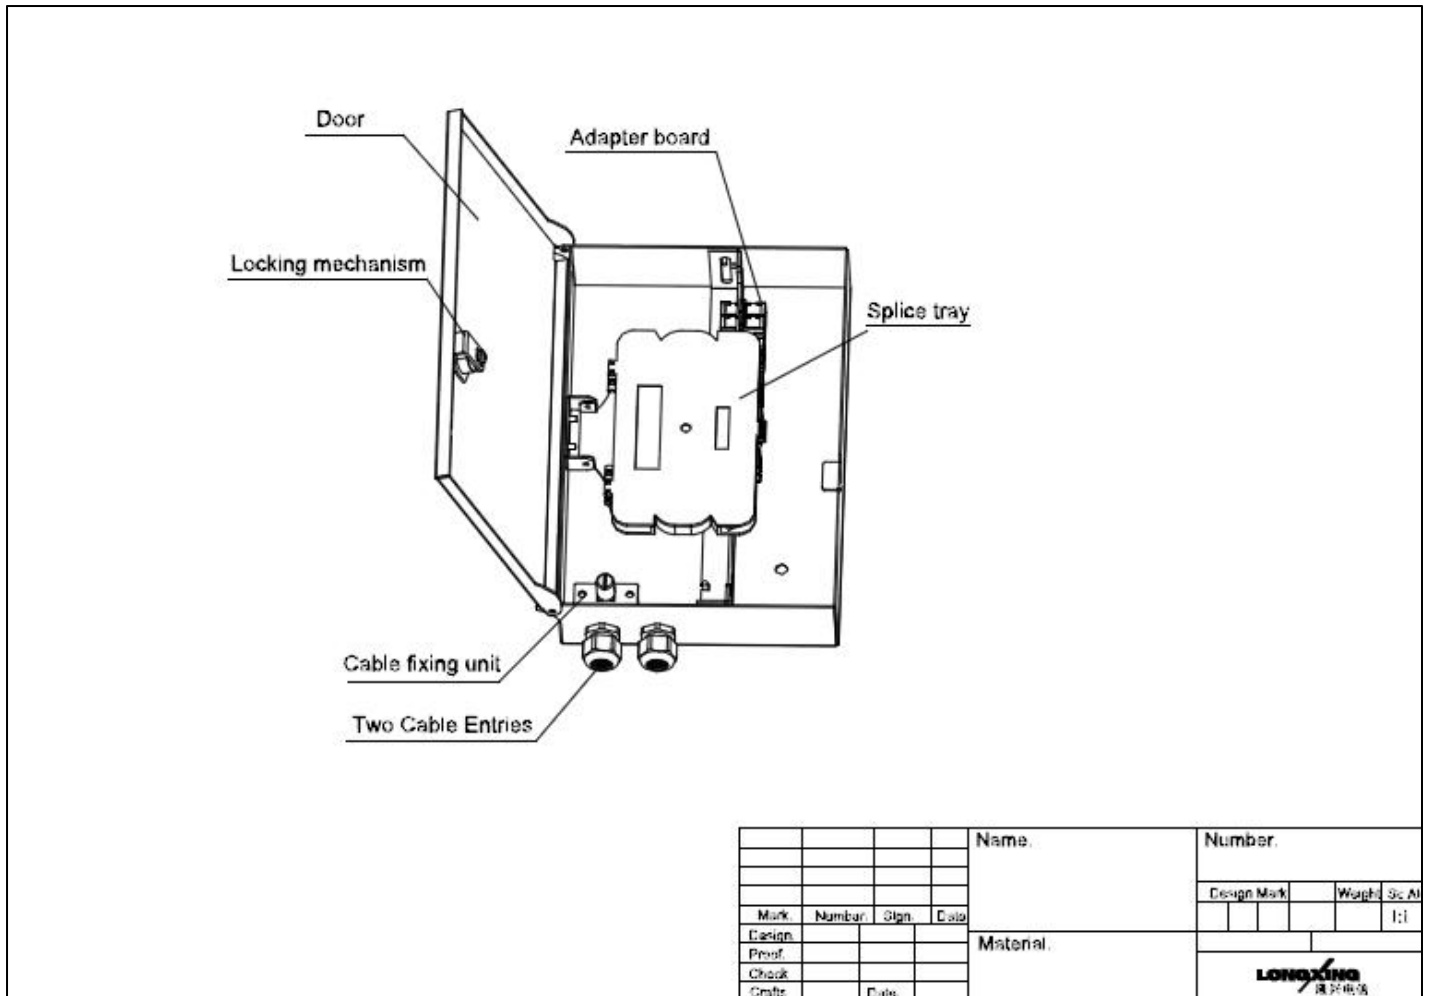 Door
Adapter board
Locking mechanism
Splice tray
Cable fixing unit
Two Cable Entries
Name.
Number.
Design Mark
Weight
1:1
Mark.
Number.
Sign.
Date
Design.
Proof.
Check
Crafts
Date.
Material.
LONGXING